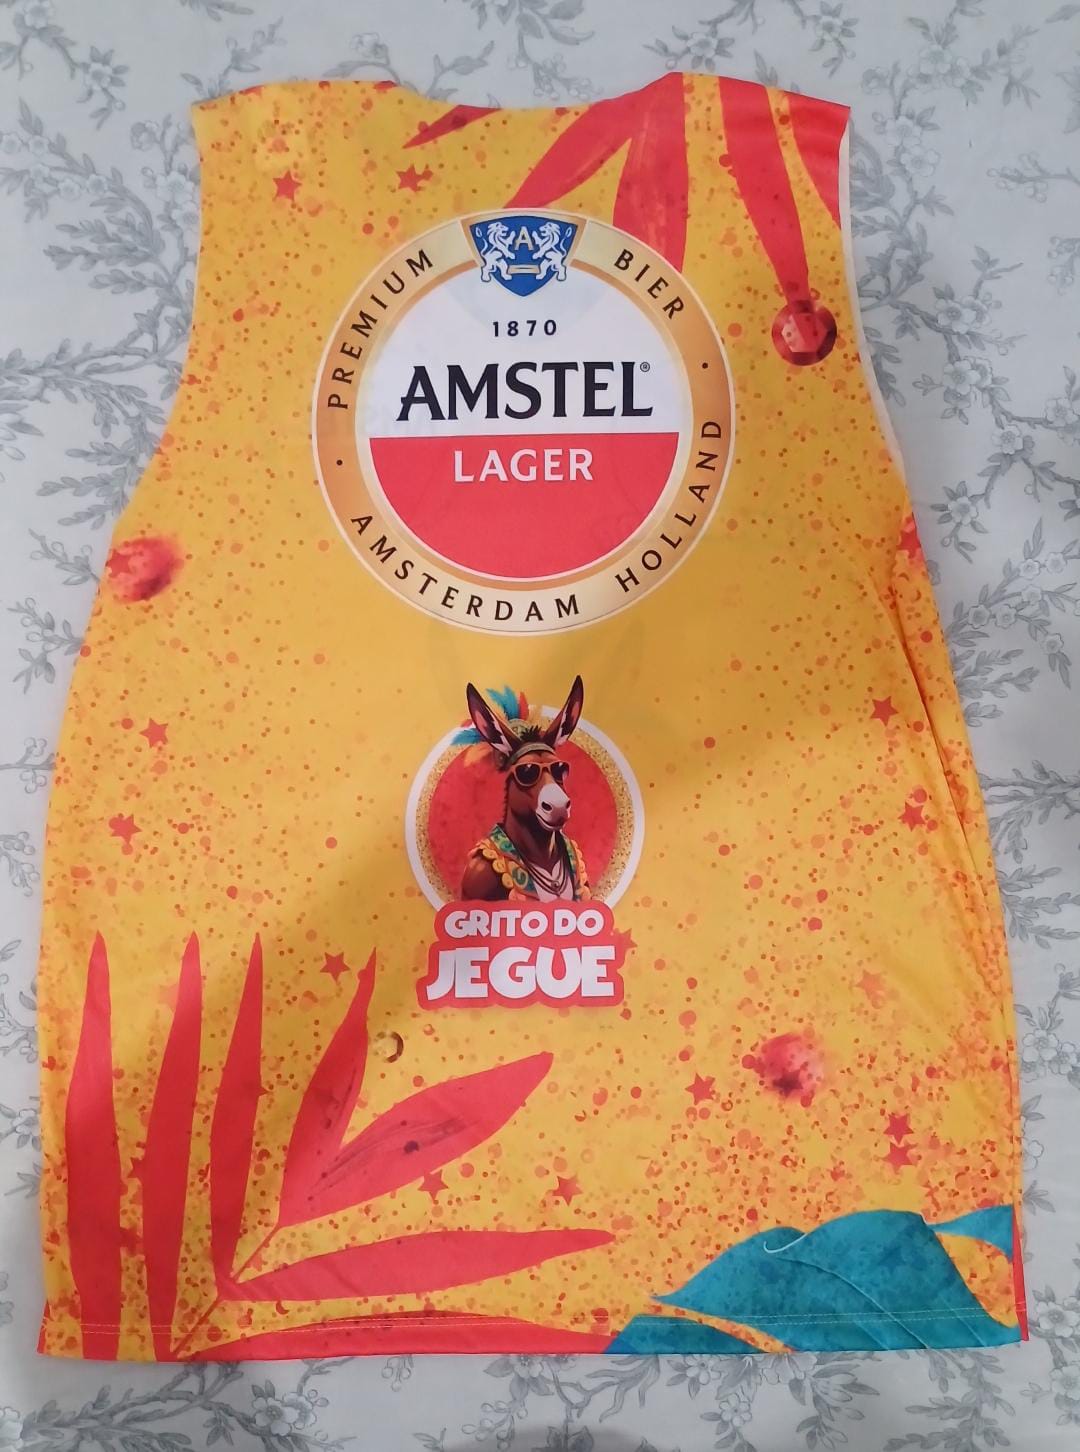 PREMIUM BIER
A
1870
AMSTEL®
LAGER
AMSTERDAM HOLLAND
GRITO DO
JEGUE